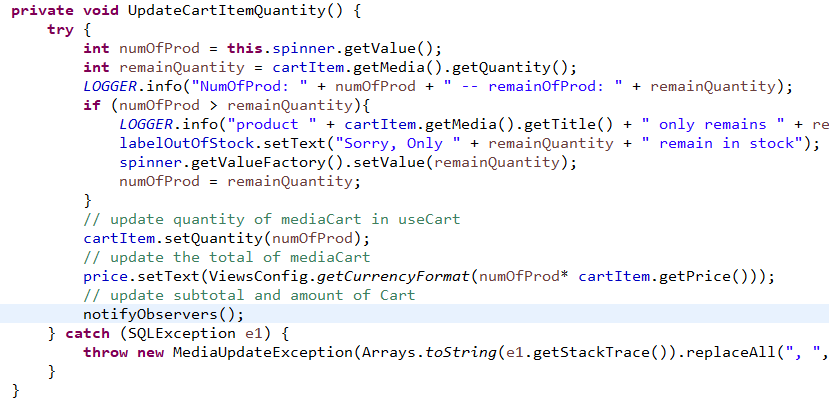 private void UpdateCartItemQuantity() {
    try {
        int numOfProd = this.spinner.getValue();
        int remainQuantity = cartItem.getMedia().getQuantity();
        LOGGER.info("NumOfProd: " + numOfProd + " -- remainOfProd: " + remainQuantity);
        if (numOfProd > remainQuantity){
            LOGGER.info("product " + cartItem.getMedia().getTitle() + " only remains " + re
            labelOutOfStock.setText("Sorry, Only " + remainQuantity + " remain in stock");
            spinner.getValueFactory().setValue(remainQuantity);
            numOfProd = remainQuantity;
        }
        // update quantity of mediaCart in useCart
        cartItem.setQuantity(numOfProd);
        // update the total of mediaCart
        price.setText(ViewsConfig.getCurrencyFormat(numOfProd* cartItem.getPrice()));
        // update subtotal and amount of Cart
        notifyObservers();
    } catch (SQLException e1) {
        throw new MediaUpdateException(Arrays.toString(e1.getStackTrace()).replaceAll(", ",
    }
}